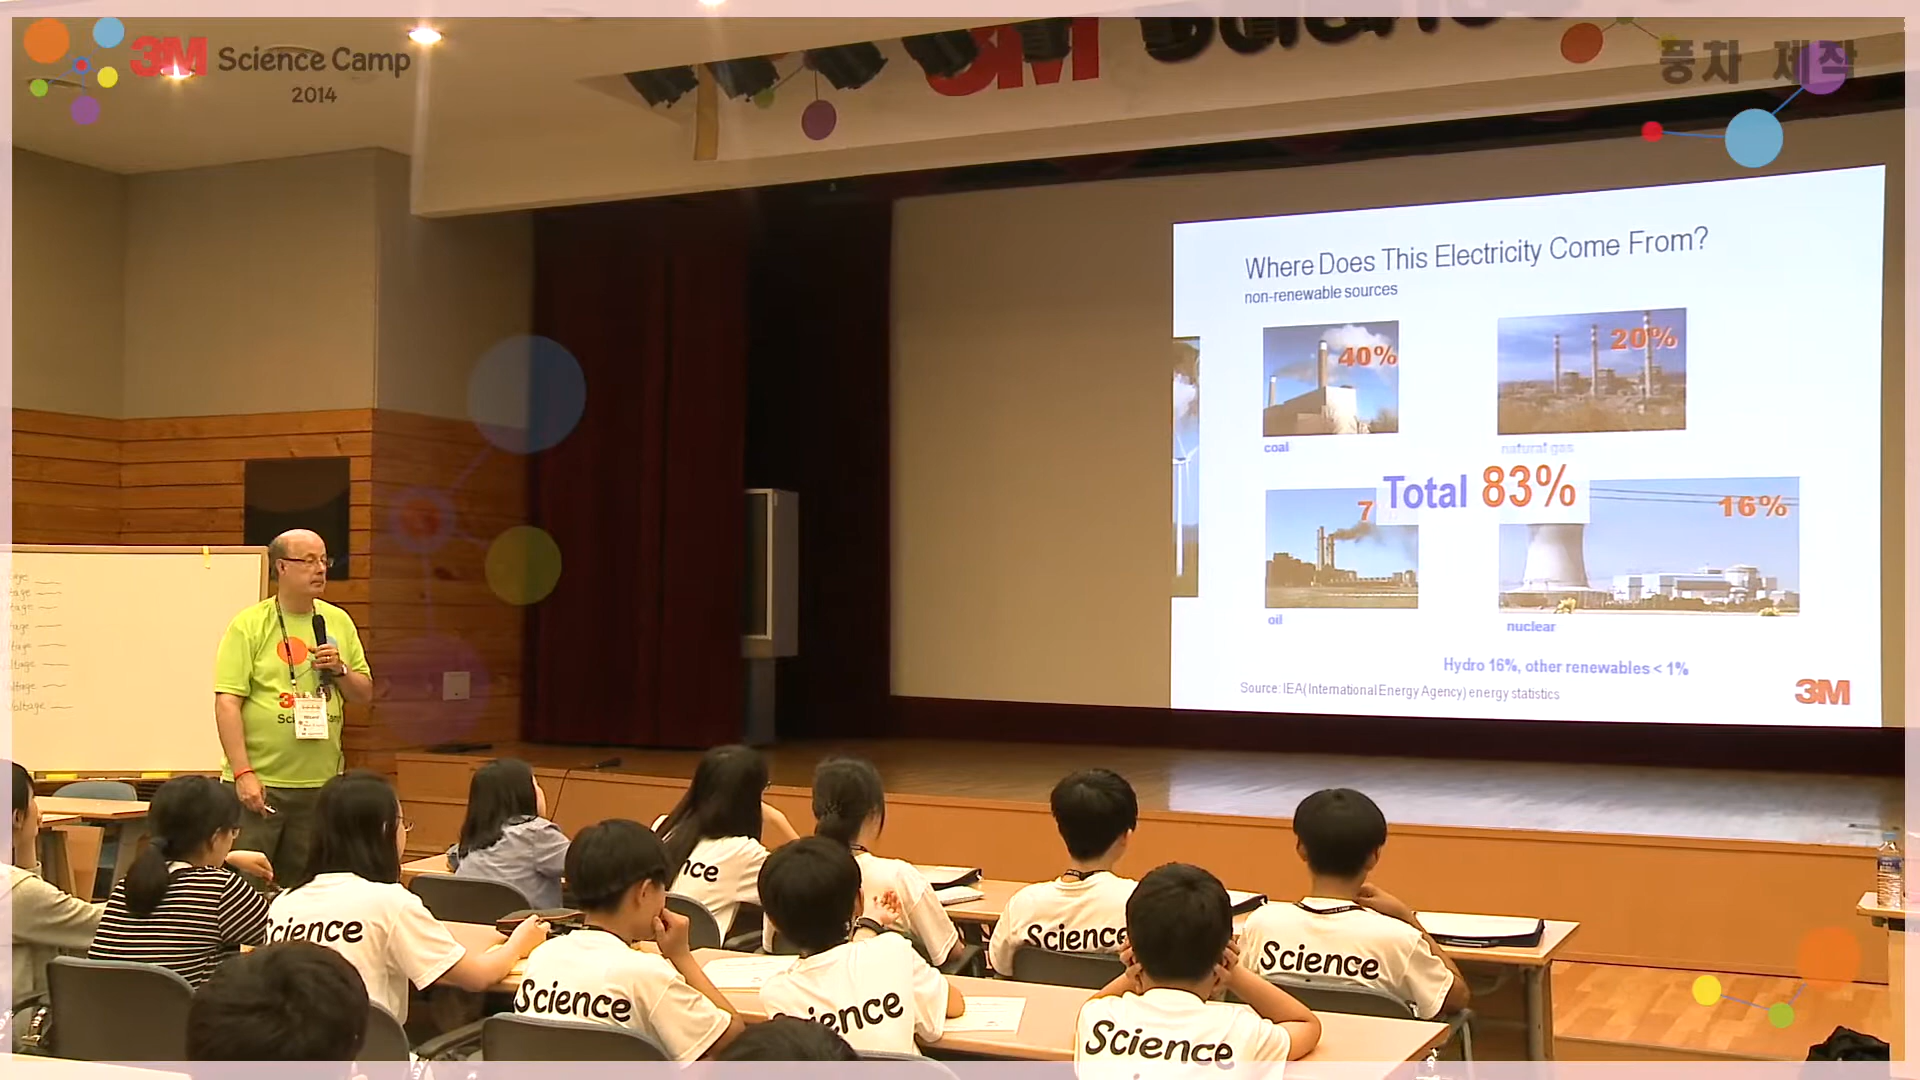 3M Science Camp
2014
3M Science
풍차 제작
Where Does This Electricity Come From?
non-renewable sources
40%
20%
coal
natural gas
Total 83%
7
16%
oil
nuclear
Hydro 16%, other renewables < 1%
Source: IEA(International Energy Agency) energy statistics
3M
Voltage
Science
Science
Science
Science
Science